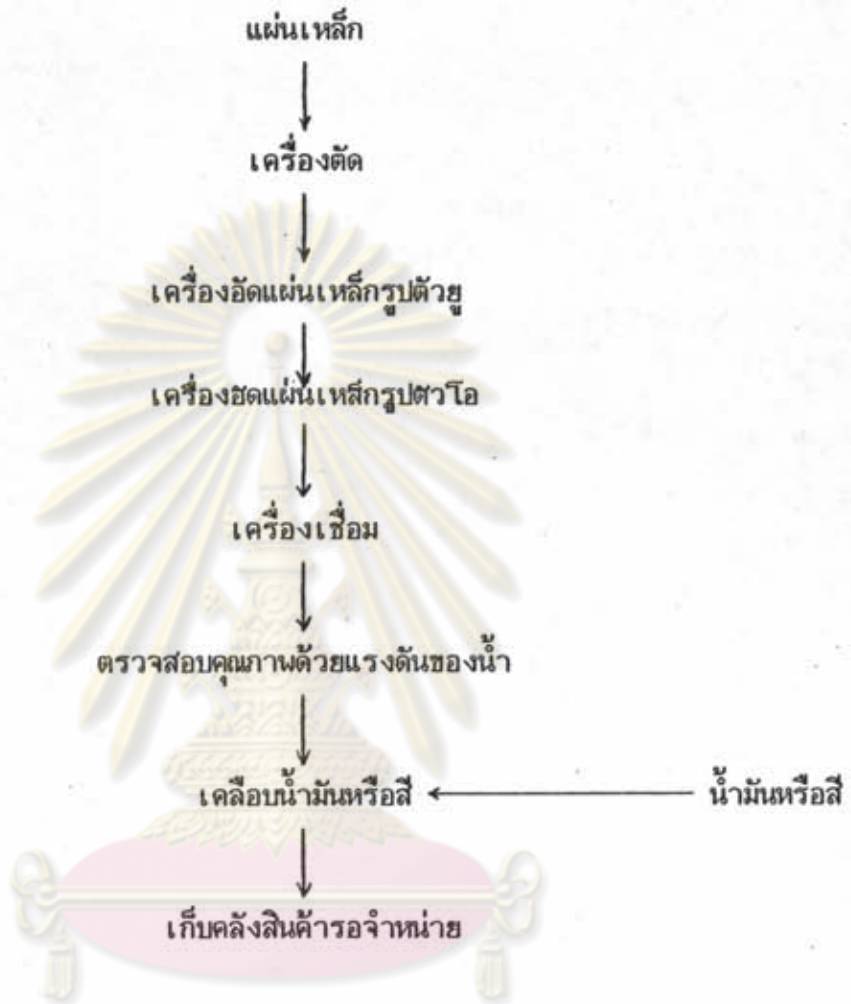 แผ่นเหล็ก
เครื่องตัด
เครื่องอัดแผ่นเหล็กรูปตัวยู
เครื่องอัดแผ่นเหล็กรูปตัวโอ
เครื่องเชื่อม
ตรวจสอบคุณภาพด้วยแรงดันของน้ำ
เคลือบน้ำมันหรือสี
น้ำมันหรือสี
เก็บคลังสินค้ารอจำหน่าย